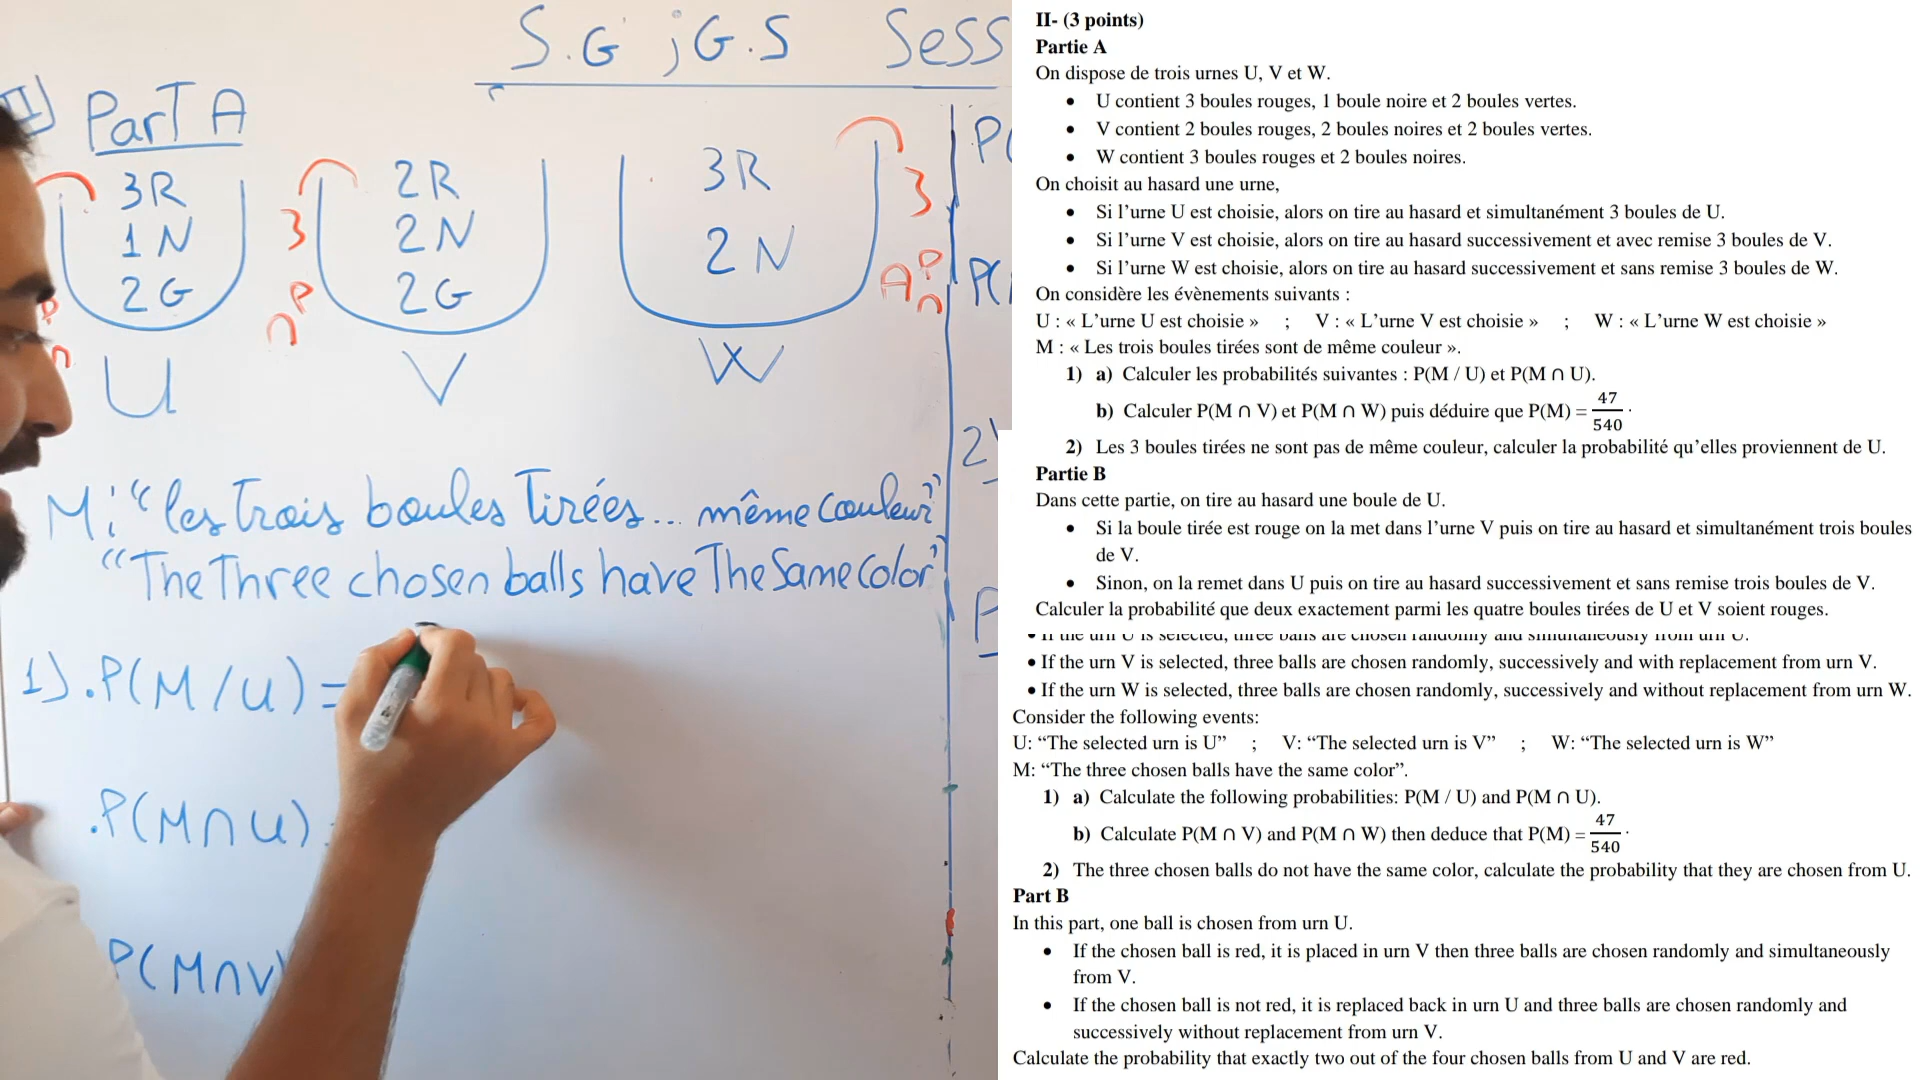 S.G ; G.S Sess
II) Part A
3R
1N
2G
U
3
P
n
2R
2N
2G
V
3R
2N
W
3
A P
n
P(
P(
2)
P
M: “les trois boules Tirées... même couleur”
“The Three chosen balls have The Same Color”
1) .P(M/U) =
.P(M∩U)
P(M∩V)
II- (3 points)
Partie A
On dispose de trois urnes U, V et W.
• U contient 3 boules rouges, 1 boule noire et 2 boules vertes.
• V contient 2 boules rouges, 2 boules noires et 2 boules vertes.
• W contient 3 boules rouges et 2 boules noires.
On choisit au hasard une urne,
• Si l’urne U est choisie, alors on tire au hasard et simultanément 3 boules de U.
• Si l’urne V est choisie, alors on tire au hasard successivement et avec remise 3 boules de V.
• Si l’urne W est choisie, alors on tire au hasard successivement et sans remise 3 boules de W.
On considère les évènements suivants :
U : « L’urne U est choisie » ; V : « L’urne V est choisie » ; W : « L’urne W est choisie »
M : « Les trois boules tirées sont de même couleur ».
1) a) Calculer les probabilités suivantes : P(M / U) et P(M ∩ U).
b) Calculer P(M ∩ V) et P(M ∩ W) puis déduire que P(M) = 47/540 .
2) Les 3 boules tirées ne sont pas de même couleur, calculer la probabilité qu’elles proviennent de U.
Partie B
Dans cette partie, on tire au hasard une boule de U.
• Si la boule tirée est rouge on la met dans l’urne V puis on tire au hasard et simultanément trois boules
de V.
• Sinon, on la remet dans U puis on tire au hasard successivement et sans remise trois boules de V.
Calculer la probabilité que deux exactement parmi les quatre boules tirées de U et V soient rouges.
• If the urn U is selected, three balls are chosen randomly and simultaneously from urn U.
• If the urn V is selected, three balls are chosen randomly, successively and with replacement from urn V.
• If the urn W is selected, three balls are chosen randomly, successively and without replacement from urn W.
Consider the following events:
U: “The selected urn is U” ; V: “The selected urn is V” ; W: “The selected urn is W”
M: “The three chosen balls have the same color”.
1) a) Calculate the following probabilities: P(M / U) and P(M ∩ U).
b) Calculate P(M ∩ V) and P(M ∩ W) then deduce that P(M) = 47/540 .
2) The three chosen balls do not have the same color, calculate the probability that they are chosen from U.
Part B
In this part, one ball is chosen from urn U.
• If the chosen ball is red, it is placed in urn V then three balls are chosen randomly and simultaneously
from V.
• If the chosen ball is not red, it is replaced back in urn U and three balls are chosen randomly and
successively without replacement from urn V.
Calculate the probability that exactly two out of the four chosen balls from U and V are red.